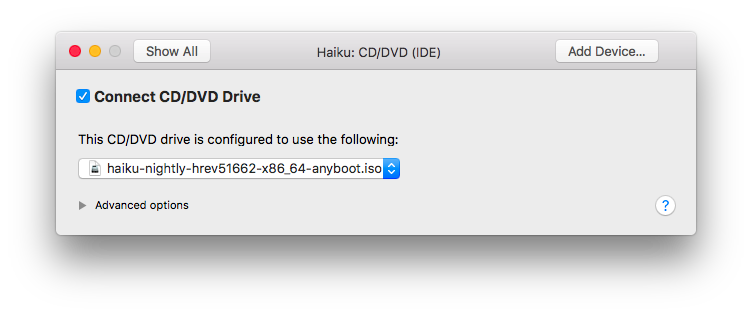 Show All
Haiku: CD/DVD (IDE)
Add Device...
Connect CD/DVD Drive
This CD/DVD drive is configured to use the following:
haiku-nightly-hrev51662-x86_64-anyboot.iso
Advanced options
?